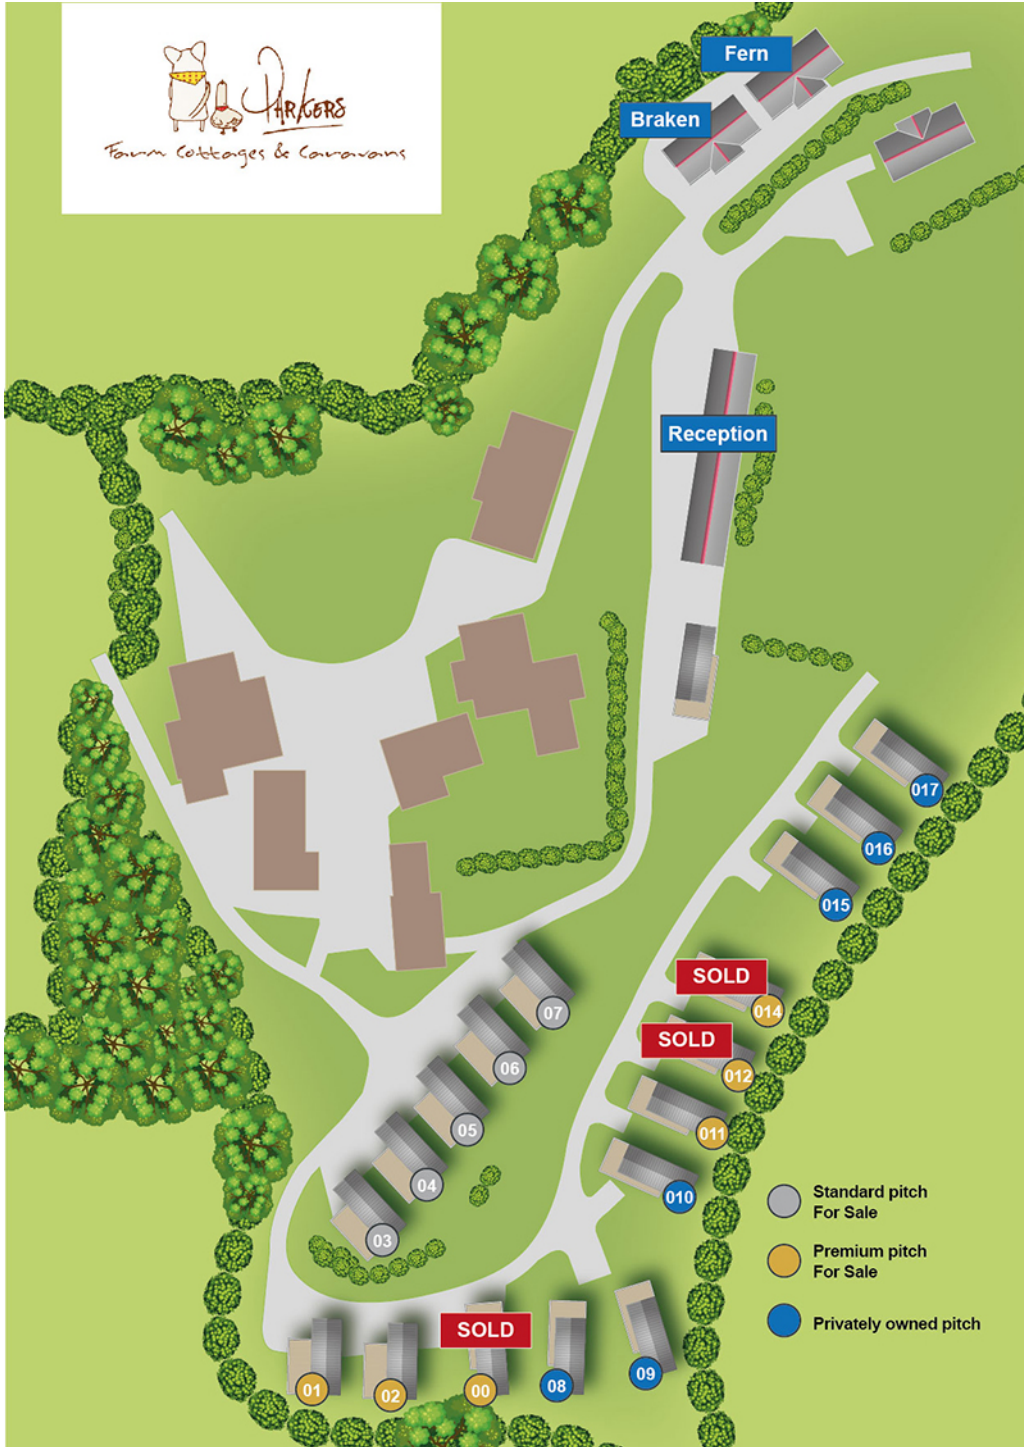 PARKERS
Farm Cottages & Caravans
Fern
Braken
Reception
017
016
015
SOLD
014
SOLD
012
011
010
07
06
05
04
03
Standard pitch
For Sale
Premium pitch
For Sale
Privately owned pitch
SOLD
01
02
00
08
09